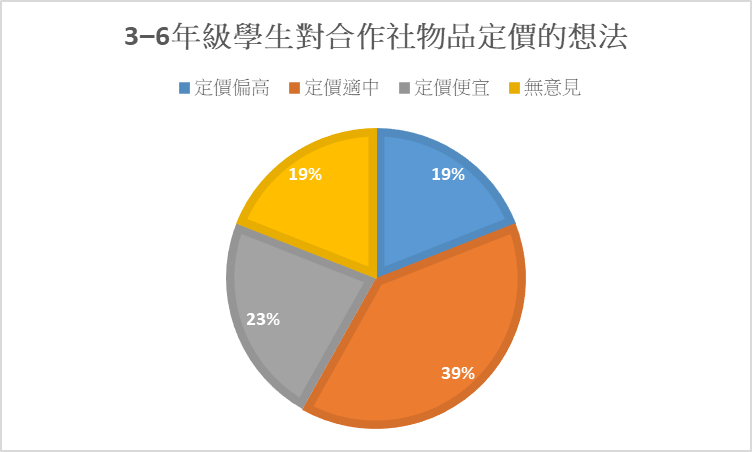 3–6年級學生對合作社物品定價的想法
定價偏高 定價適中 定價便宜 無意見
19% 19%
23%
39%